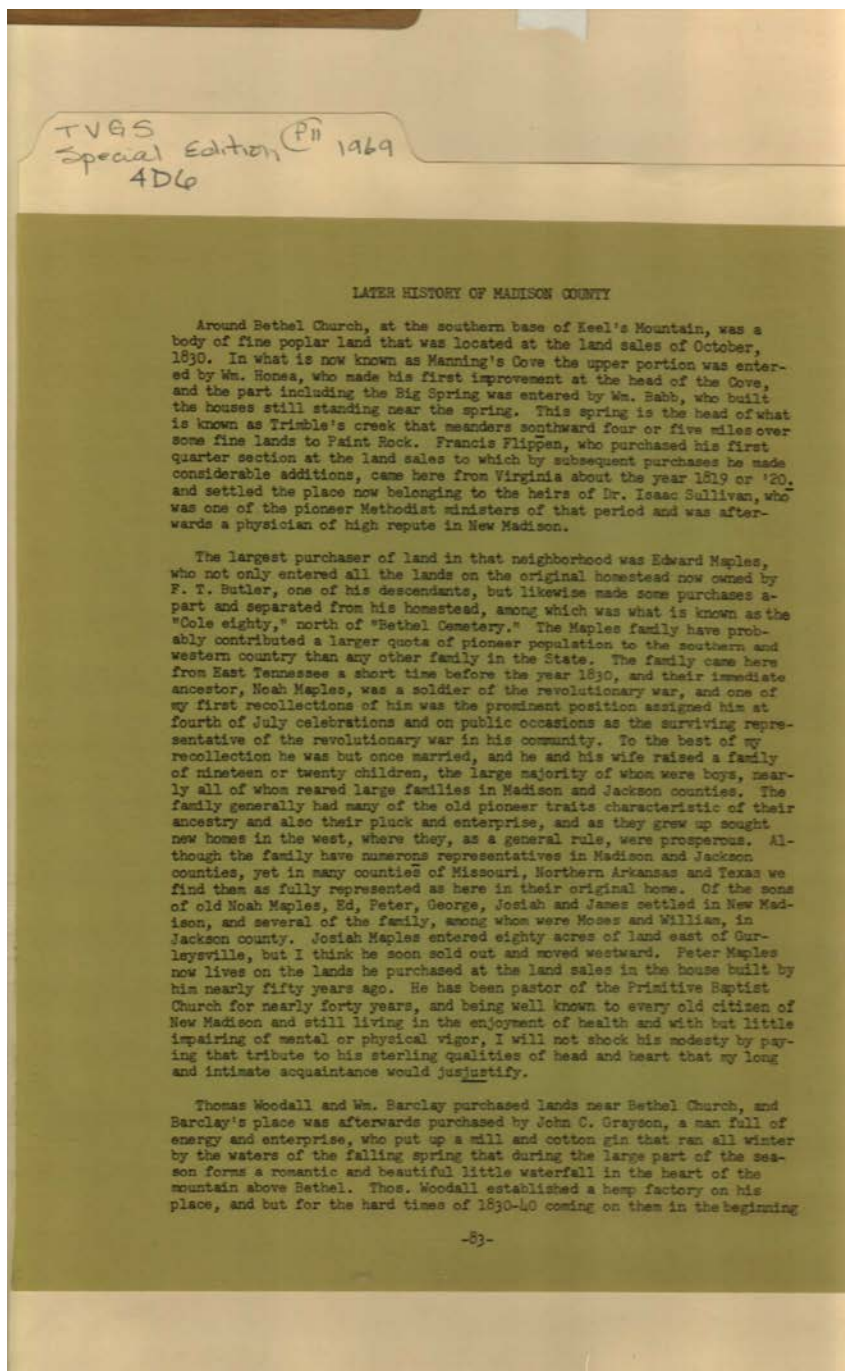 TVGS
Special Edition P11 1969
4D6
LATER HISTORY OF MADISON COUNTY
Around Bethel Church, at the southern base of Keel's Mountain, was a
body of fine poplar land that was located at the land sales of October,
1830. In what is now known as Manning's Cove the upper portion was enter-
ed by Wm. Honea, who made his first improvement at the head of the Cove,
and the part including the Big Spring was entered by Wm. Babb, who built
the houses still standing near the spring. This spring is the head of what
is known as Trimble's creek that meanders sonthward four or five miles over
some fine lands to Paint Rock. Francis Flippen, who purchased his first
quarter section at the land sales to which by subsequent purchases he made
considerable additions, came here from Virginia about the year 1819 or '20.
and settled the place now belonging to the heirs of Dr. Isaac Sullivan, who
was one of the pioneer Methodist ministers of that period and was after-
wards a physician of high repute in New Madison.
The largest purchaser of land in that neighborhood was Edward Maples,
who not only entered all the lands on the original homestead now owned by
F. T. Butler, one of his descendants, but likewise made some purchases a-
part and separated from his homestead, among which was what is known as the
"Cole eighty," north of "Bethel Cemetery." The Maples family have prob-
ably contributed a larger quota of pioneer population to the southern and
western country than any other family in the State. The family came here
from East Tennessee a short time before the year 1830, and their immediate
ancestor, Noah Maples, was a soldier of the revolutionary war, and one of
my first recollections of him was the prominent position assigned him at
fourth of July celebrations and on public occasions as the surviving repre-
sentative of the revolutionary war in his community. To the best of my
recollection he was but once married, and he and his wife raised a family
of nineteen or twenty children, the large majority of whom were boys, near-
ly all of whom reared large families in Madison and Jackson counties. The
family generally had many of the old pioneer traits characteristic of their
ancestry and also their pluck and enterprise, and as they grew up sought
new homes in the west, where they, as a general rule, were prosperous. Al-
though the family have numerons representatives in Madison and Jackson
counties, yet in many counties of Missouri, Northern Arkansas and Texas we
find them as fully represented as here in their original home. Of the sons
of old Noah Maples, Ed, Peter, George, Josiah and James settled in New Mad-
ison, and several of the family, among whom were Moses and William, in
Jackson county. Josiah Maples entered eighty acres of land east of Gur-
leysville, but I think he soon sold out and moved westward. Peter Maples
now lives on the lands he purchased at the land sales in the house built by
him nearly fifty years ago. He has been pastor of the Primitive Baptist
Church for nearly forty years, and being well known to every old citizen of
New Madison and still living in the enjoyment of health and with but little
impairing of mental or physical vigor, I will not shock his modesty by pay-
ing that tribute to his sterling qualities of head and heart that my long
and intimate acquaintance would jusjustify.
Thomas Woodall and Wm. Barclay purchased lands near Bethel Church, and
Barclay's place was afterwards purchased by John C. Grayson, a man full of
energy and enterprise, who put up a mill and cotton gin that ran all winter
by the waters of the falling spring that during the large part of the sea-
son forms a romantic and beautiful little waterfall in the heart of the
mountain above Bethel. Thos. Woodall established a hemp factory on his
place, and but for the hard times of 1830-40 coming on them in the beginning
-83-